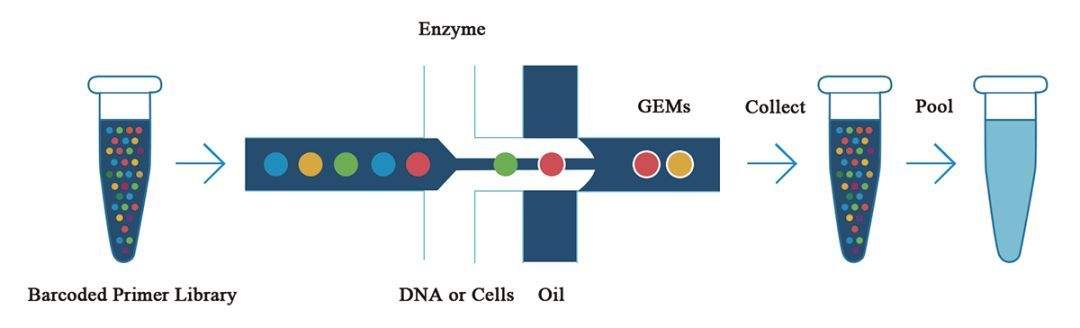 Enzyme
GEMs
Collect
Pool
Barcoded Primer Library
DNA or Cells
Oil